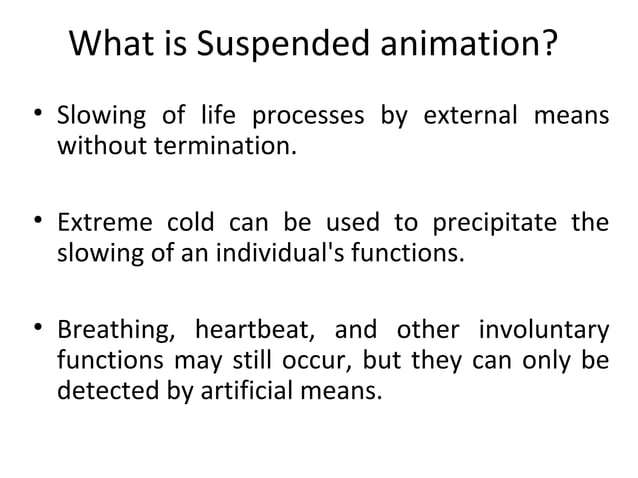 What is Suspended animation?
• Slowing of life processes by external means
without termination.
• Extreme cold can be used to precipitate the
slowing of an individual's functions.
• Breathing, heartbeat, and other involuntary
functions may still occur, but they can only be
detected by artificial means.